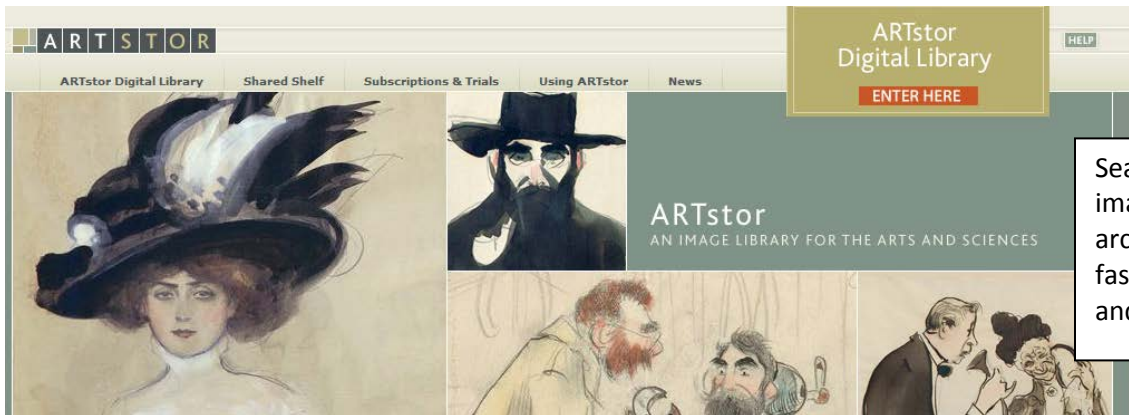 ARTSTOR
ARTstor
Digital Library
ENTER HERE
HELP
ARTstor Digital Library Shared Shelf Subscriptions & Trials Using ARTstor News
ARTstor
AN IMAGE LIBRARY FOR THE ARTS AND SCIENCES